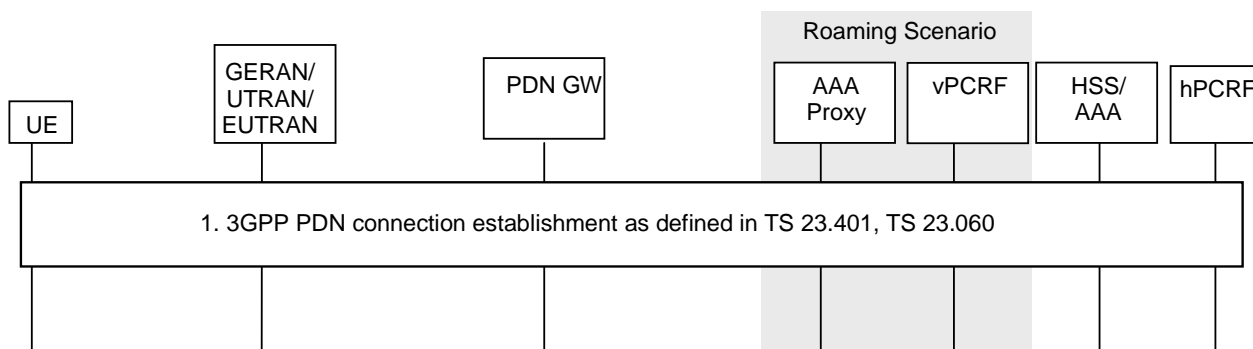 Roaming Scenario
GERAN/
UTRAN/
EUTRAN
PDN GW
AAA
Proxy
vPCRF
HSS/
AAA
hPCRF
UE
1. 3GPP PDN connection establishment as defined in TS 23.401, TS 23.060